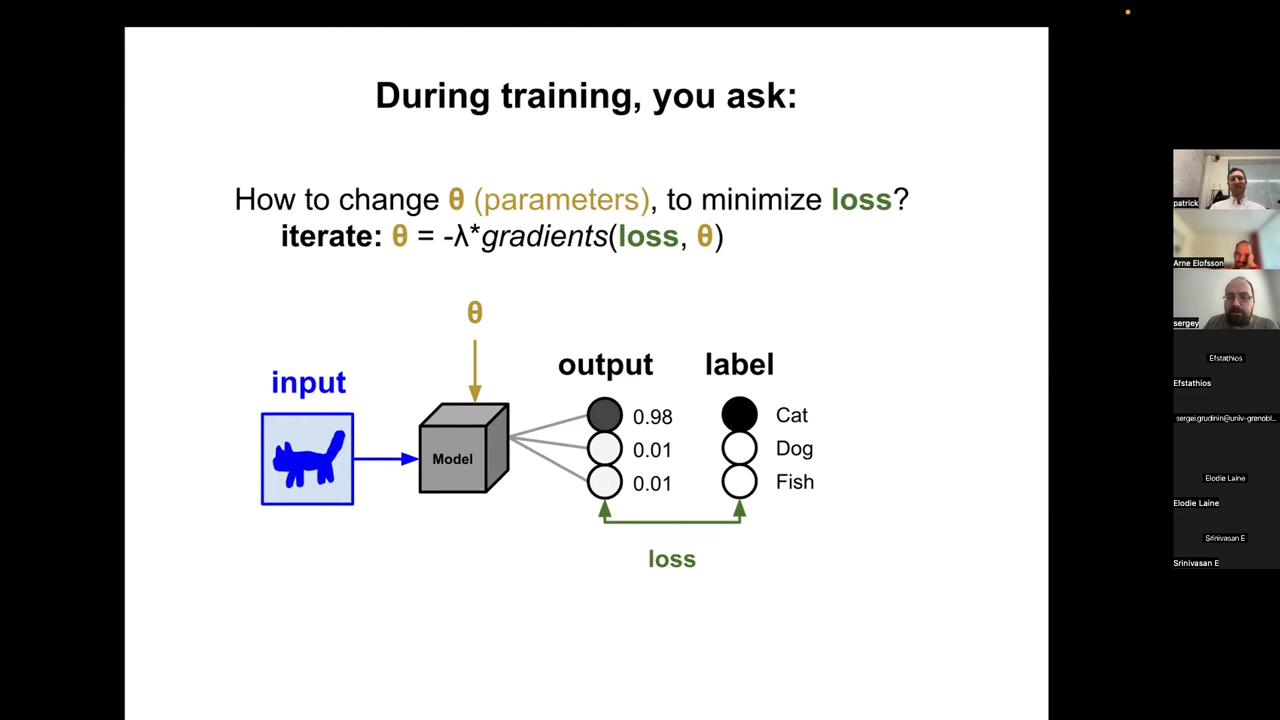 During training, you ask:
How to change θ (parameters), to minimize loss?
iterate: θ = -λ*gradients(loss, θ)
θ
input
Model
output
label
0.98
Cat
0.01
Dog
0.01
Fish
loss
patrick
Arne Elofsson
sergey
Efstathios
Efstathios
sergei.grudinin@univ-grenobl...
Elodie Laine
Elodie Laine
Srinivasan E
Srinivasan E